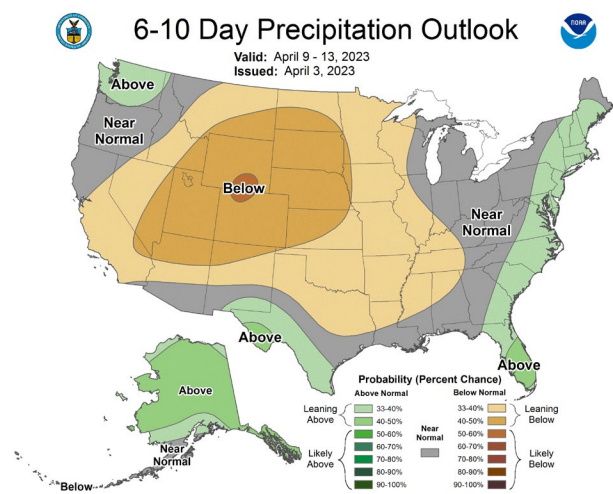 6-10 Day Precipitation Outlook
NOAA
Valid: April 9 - 13, 2023
Issued: April 3, 2023
Above
Near
Normal
Below
Near
Normal
Above
Above
Above
Near
Normal
Below
Probability (Percent Chance)
Above Normal
Below Normal
Leaning
Above
33-40%
40-50%
Likely
Above
50-60%
60-70%
70-80%
80-90%
90-100%
Near
Normal
33-40%
40-50%
Leaning
Below
50-60%
60-70%
70-80%
80-90%
90-100%
Likely
Below